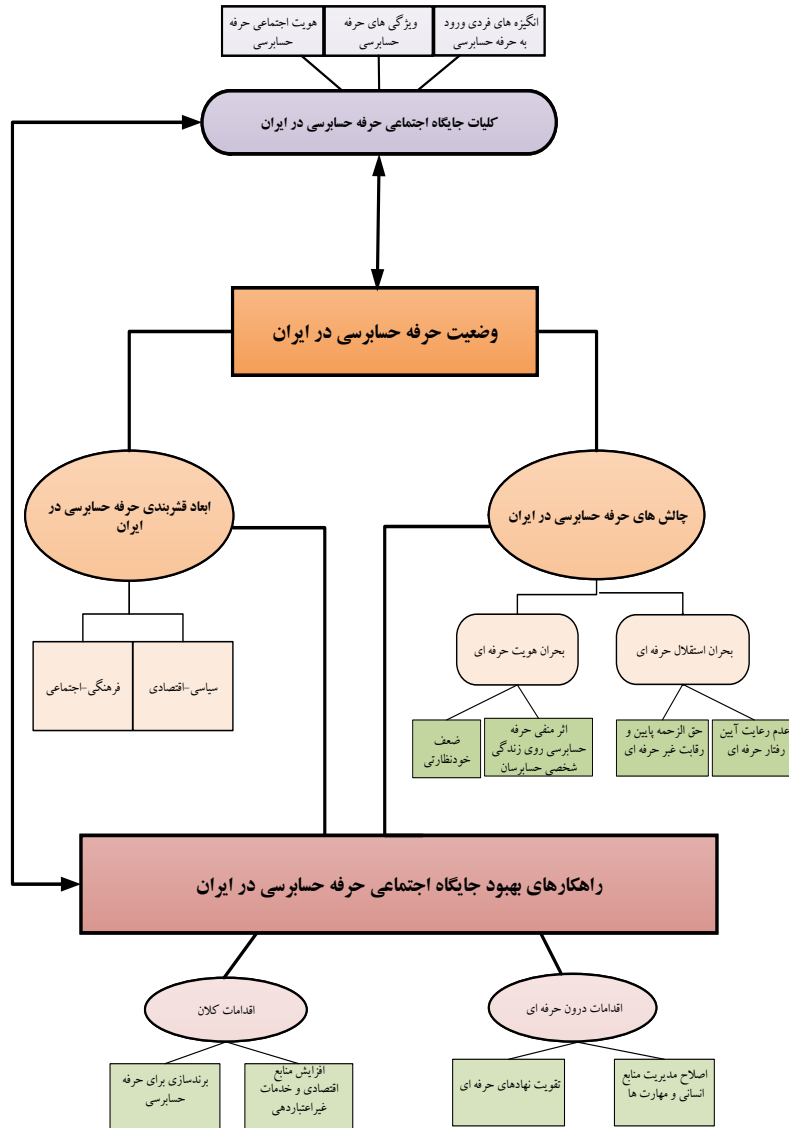 انگیزه های فردی ورود
به حرفه حسابرسی
ویژگی های حرفه
حسابرسی
هویت اجتماعی حرفه
حسابرسی
کلیات جایگاه اجتماعی حرفه حسابرسی در ایران
وضعیت حرفه حسابرسی در ایران
چالش های حرفه حسابرسی در ایران
ابعاد قشربندی حرفه حسابرسی در
ایران
بحران استقلال حرفه ای
بحران هویت حرفه ای
سیاسی-اقتصادی
فرهنگی-اجتماعی
عدم رعایت آیین
رفتار حرفه ای
حق الزحمه پایین و
رقابت غبر حرفه ای
اثر منفی حرفه
حسابرسی روی زندگی
شخصی حسابرسان
ضعف
خودنظارتی
راهکارهای بهبود جایگاه اجتماعی حرفه حسابرسی در ایران
اقدامات درون حرفه ای
اقدامات کلان
اصلاح مدیریت منابع
انسانی و مهارت ها
تقویت نهادهای حرفه ای
افزایش منابع
اقتصادی و خدمات
غیراعتباردهی
برندسازی برای حرفه
حسابرسی